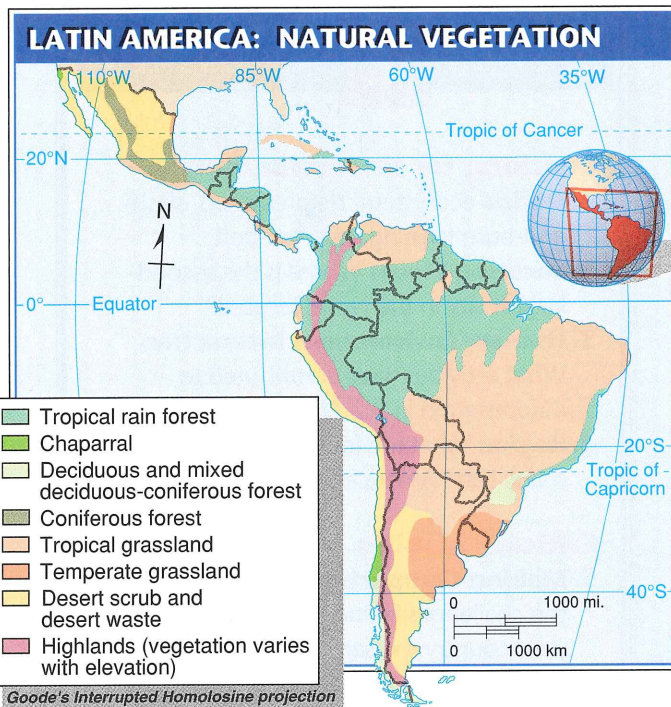 LATIN AMERICA: NATURAL VEGETATION
110°W 85°W 60°W 35°W
Tropic of Cancer
20°N
N
0° Equator
20°S
Tropic of
Capricorn
40°S
Tropical rain forest
Chaparral
Deciduous and mixed
deciduous-coniferous forest
Coniferous forest
Tropical grassland
Temperate grassland
Desert scrub and
desert waste
Highlands (vegetation varies
with elevation)
0 1000 mi.
0 1000 km
Goode's Interrupted Homolosine projection